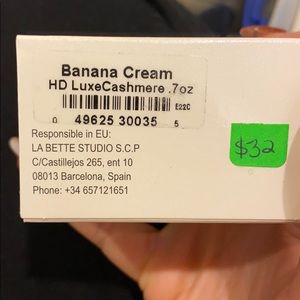 Banana Cream
HD LuxeCashmere .7oz
E22C
0 49625 30035 5
Responsible in EU:
LA BETTE STUDIO S.C.P
C/Castillejos 265, ent 10
08013 Barcelona, Spain
Phone: +34 657121651
$32